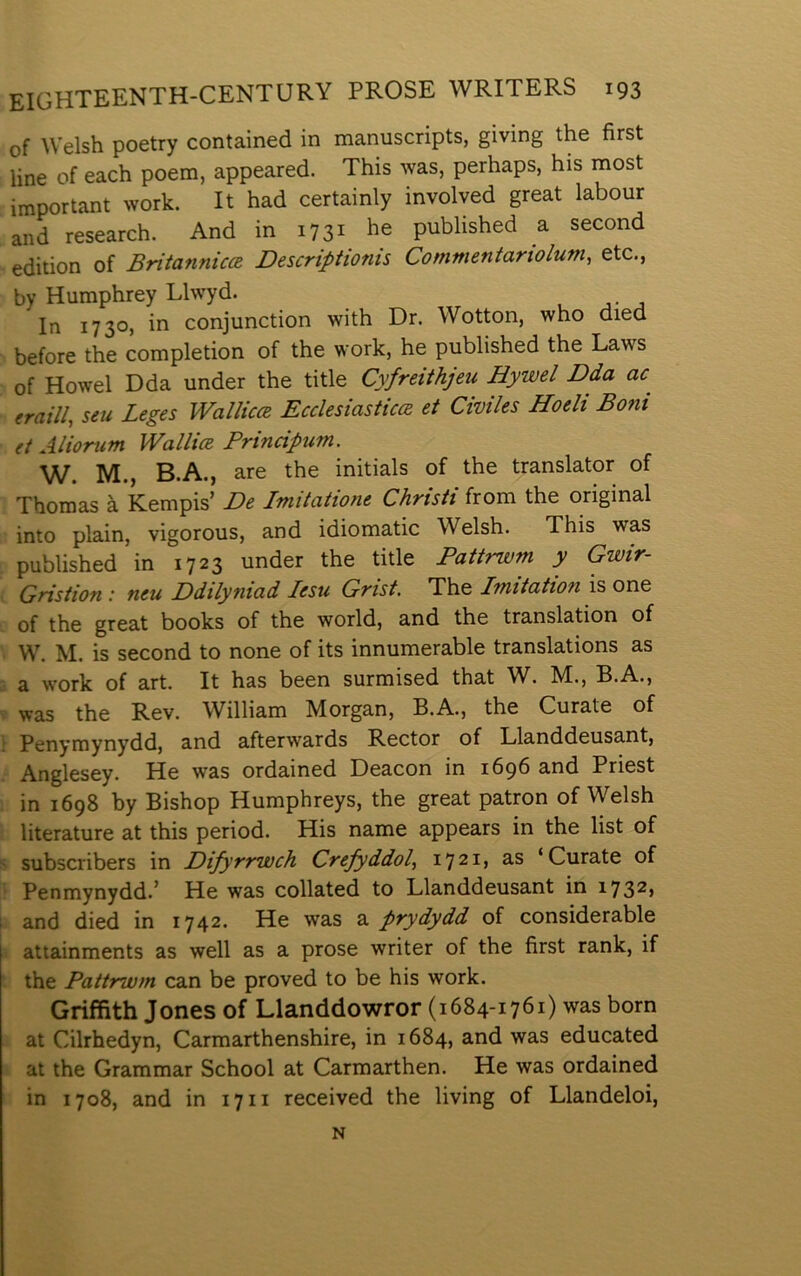 EIGHTEENTH-CENTURY PROSE WRITERS 193
of Welsh poetry contained in manuscripts, giving the first
line of each poem, appeared. This was, perhaps, his most
important work. It had certainly involved great labour
and research. And in 1731 he published a second
edition of Britannicæ Descriptionis Commentariolum, etc.,
by Humphrey Llwyd.
In 1730, in conjunction with Dr. Wotton, who died
before the completion of the work, he published the Laws
of Howel Dda under the title Cyfreithjeu Hywel Dda ac
eraill, seu Leges Wallicæ Ecclesiasticæ et Civiles Hoeli Boni
et Aliorum Walliæ Principum.
W. M., B.A., are the initials of the translator of
Thomas à Kempis’ De Imitatione Christi from the original
into plain, vigorous, and idiomatic Welsh. This was
published in 1723 under the title Pattrwm y Gwir-
Gristion : neu Ddilyniad Iesu Grist. The Imitation is one
of the great books of the world, and the translation of
W. M. is second to none of its innumerable translations as
a work of art. It has been surmised that W. M., B.A.,
was the Rev. William Morgan, B.A., the Curate of
Penymynydd, and afterwards Rector of Llanddeusant,
Anglesey. He was ordained Deacon in 1696 and Priest
in 1698 by Bishop Humphreys, the great patron of Welsh
literature at this period. His name appears in the list of
subscribers in Difyrrwch Crefyddol, 1721, as ‘Curate of
Penmynydd.’ He was collated to Llanddeusant in 1732,
and died in 1742. He was a prydydd of considerable
attainments as well as a prose writer of the first rank, if
the Pattrwm can be proved to be his work.
Griffith Jones of Llanddowror (1684-1761) was born
at Cilrhedyn, Carmarthenshire, in 1684, and was educated
at the Grammar School at Carmarthen. He was ordained
in 1708, and in 1711 received the living of Llandeloi,
N